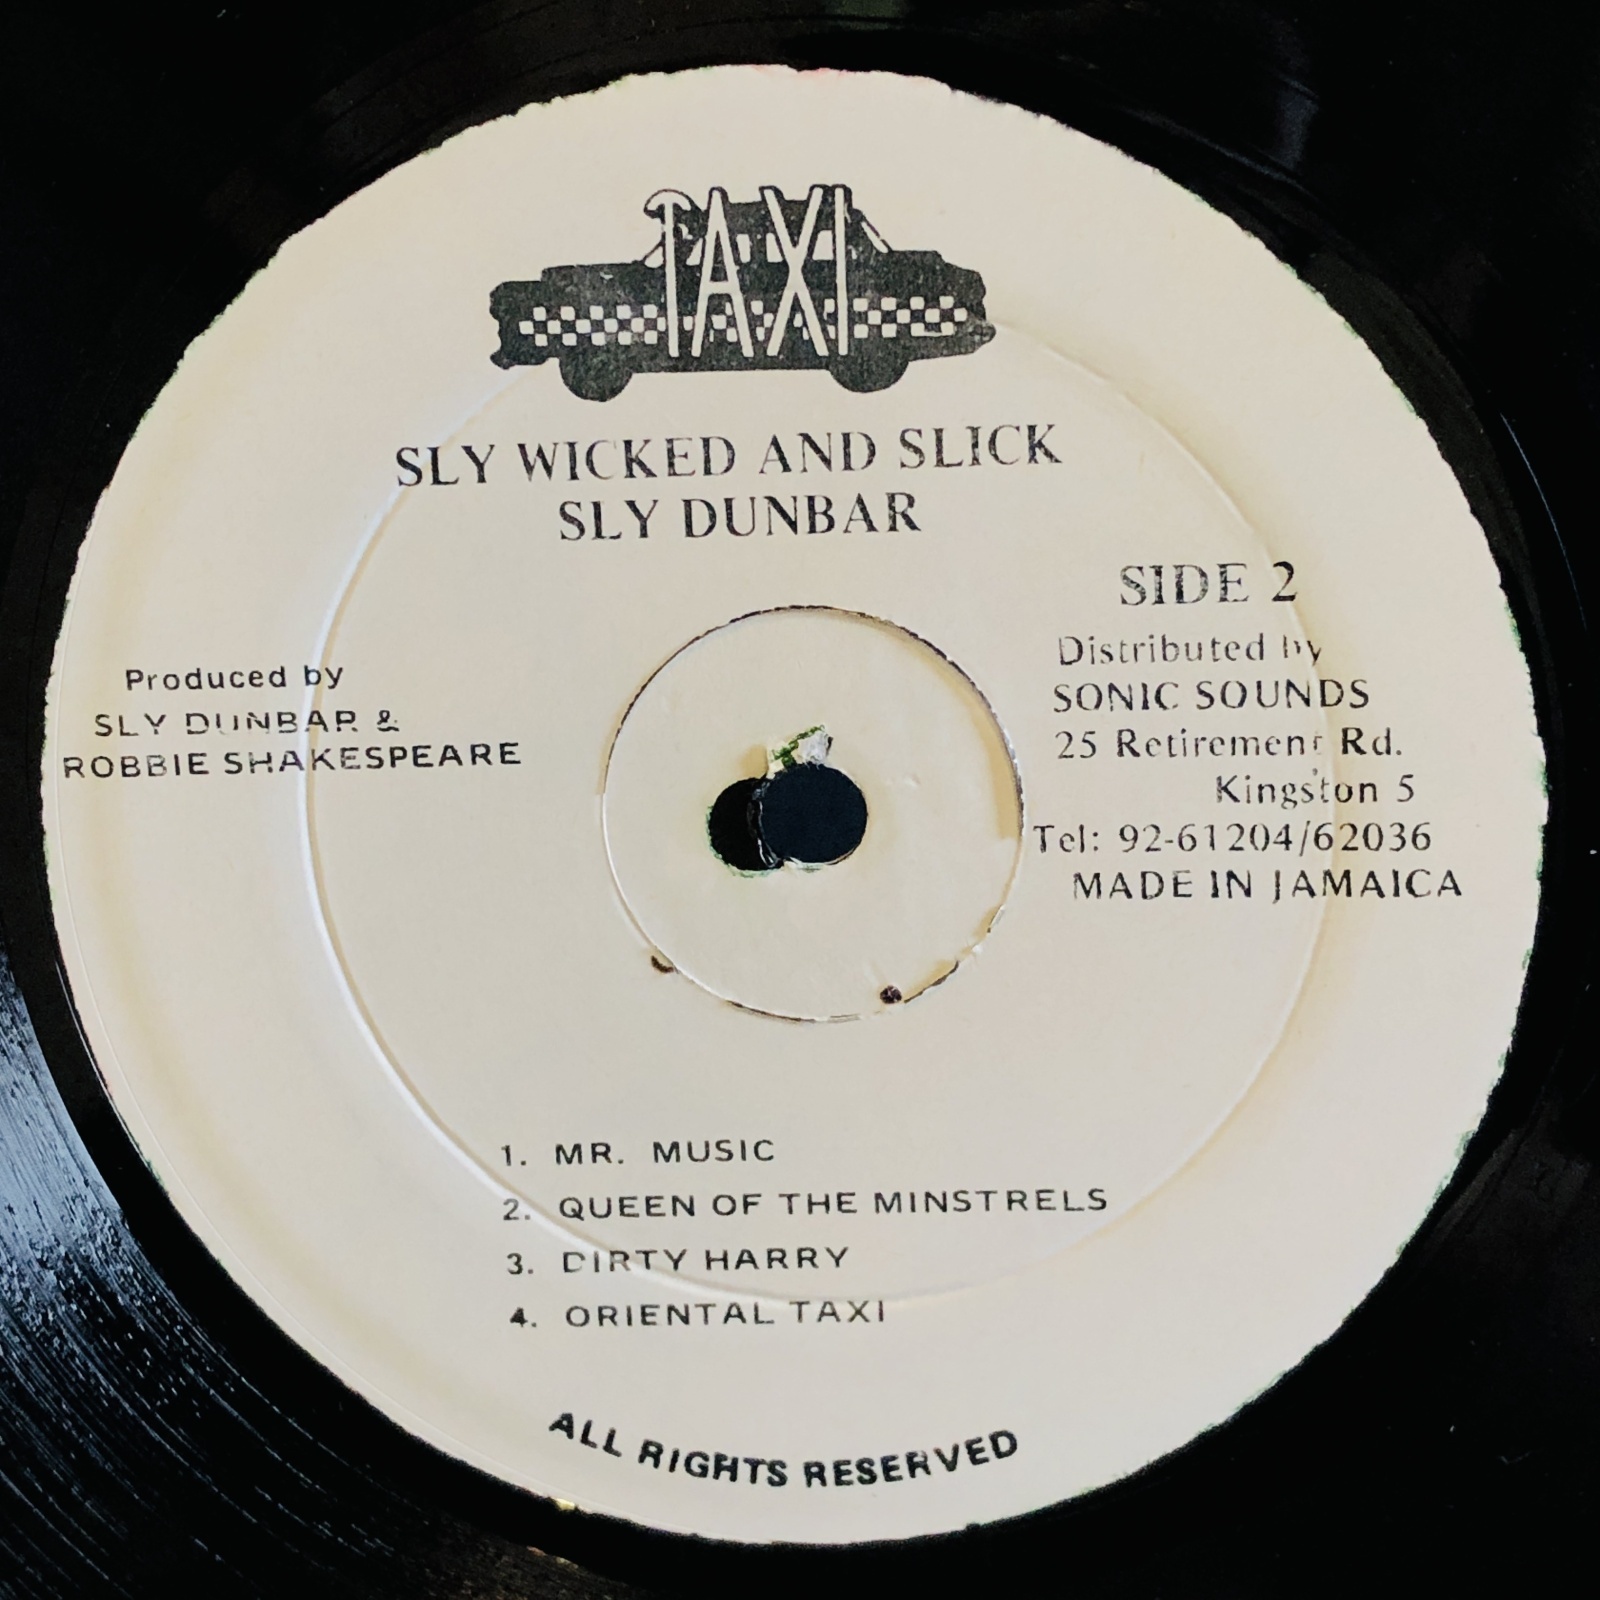 TAXI
SLY WICKED AND SLICK
SLY DUNBAR
SIDE 2
Produced by
SLY DUNBAR &
ROBBIE SHAKESPEARE
Distributed by
SONIC SOUNDS
25 Retirement Rd.
Kingston 5
Tel: 92-61204/62036
MADE IN JAMAICA
1. MR. MUSIC
2. QUEEN OF THE MINSTRELS
3. DIRTY HARRY
4. ORIENTAL TAXI
ALL RIGHTS RESERVED